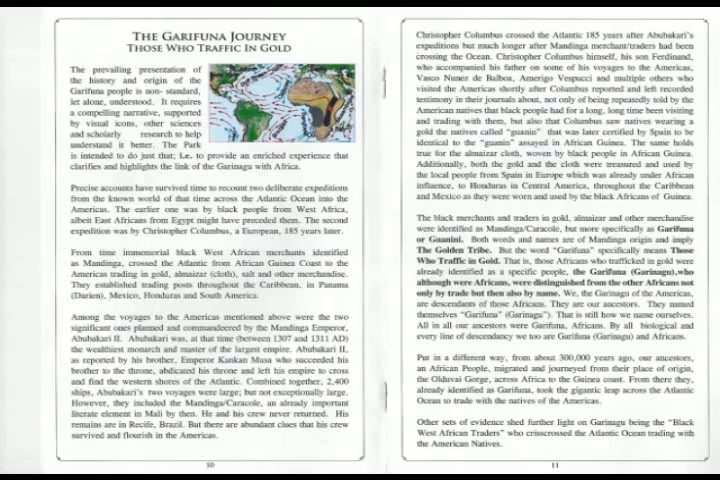 THE GARIFUNA JOURNEY
THOSE WHO TRAFFIC IN GOLD
The prevailing presentation of
the history and origin of the
Garifuna people is non- standard,
let alone, understood. It requires
a compelling narrative, supported
by visual icons, other sciences
and scholarly research to help
understand it better. The Park
is intended to do just that; i.e. to provide an enriched experience that
clarifies and highlights the link of the Garinagu with Africa.
Precise accounts have survived time to recount two deliberate expeditions
from the known world of that time across the Atlantic Ocean into the
Americas. The earlier one was by black people from West Africa,
albeit East Africans from Egypt might have preceded them. The second
expedition was by Christopher Columbus, a European, 185 years later.
From time immemorial black West African merchants identified
as Mandinga, crossed the Atlantic from African Guinea Coast to the
Americas trading in gold, almaizar (cloth), salt and other merchandise.
They established trading posts throughout the Caribbean, in Panama
(Darien), Mexico, Honduras and South America.
Among the voyages to the Americas mentioned above were the two
significant ones planned and commandeered by the Mandinga Emperor,
Abubakari II. Abubakari was, at that time (between 1307 and 1311 AD)
the wealthiest monarch and master of the largest empire. Abubakari II,
as reported by his brother, Emperor Kankan Musa who succeeded his
brother to the throne, abdicated his throne and left his empire to cross
and find the western shores of the Atlantic. Combined together, 2,400
ships, Abubakari's two voyages were large; but not exceptionally large.
However, they included the Mandinga/Caracole, an already important
literate element in Mali by then. He and his crew never returned. His
remains are in Recife, Brazil. But there are abundant clues that his crew
survived and flourish in the Americas.
10
Christopher Columbus crossed the Atlantic 185 years after Abubakari's
expeditions but much longer after Mandinga merchant/traders had been
crossing the Ocean. Christopher Columbus himself, his son Ferdinand,
who accompanied his father on some of his voyages to the Americas,
Vasco Nunez de Balboa, Amerigo Vespucci and multiple others who
visited the Americas shortly after Columbus reported and left recorded
testimony in their journals about, not only of being repeatedly told by the
American natives that black people had for a long, long time been visiting
and trading with them, but also that Columbus saw natives wearing a
gold the natives called "guanin" that was later certified by Spain to be
identical to the "guanin" assayed in African Guinea. The same holds
true for the almaizar cloth, woven by black people in African Guinea.
Additionally, both the gold and the cloth were treasured and used by
the local people from Spain in Europe which was already under African
influence, to Honduras in Central America, throughout the Caribbean
and Mexico as they were worn and used by the black Africans of Guinea.
The black merchants and traders in gold, almaizar and other merchandise
were identified as Mandinga/Caracole, but more specifically as Garifuna
or Guanini. Both words and names are of Mandinga origin and imply
The Golden Tribe. But the word "Garifuna" specifically means Those
Who Traffic in Gold. That is, those Africans who trafficked in gold were
already identified as a specific people, the Garifuna (Garinagu),who
although were Africans, were distinguished from the other Africans not
only by trade but then also by name. We, the Garinagu of the Americas,
are descendants of those Africans. They are our ancestors. They named
themselves "Garifuna" (Garinagu). That is still how we name ourselves.
All in all our ancestors were Garifuna, Africans. By all biological and
every line of descendancy we too are Garifuna (Garinagu) and Africans.
Put in a different way, from about 300,000 years ago, our ancestors,
an African People, migrated and journeyed from their place of origin,
the Olduvai Gorge, across Africa to the Guinea coast. From there they,
already identified as Garifuna, took the gigantic leap across the Atlantic
Ocean to trade with the natives of the Americas.
Other sets of evidence shed further light on Garinagu being the "Black
West African Traders" who crisscrossed the Atlantic Ocean trading with
the American Natives.
11